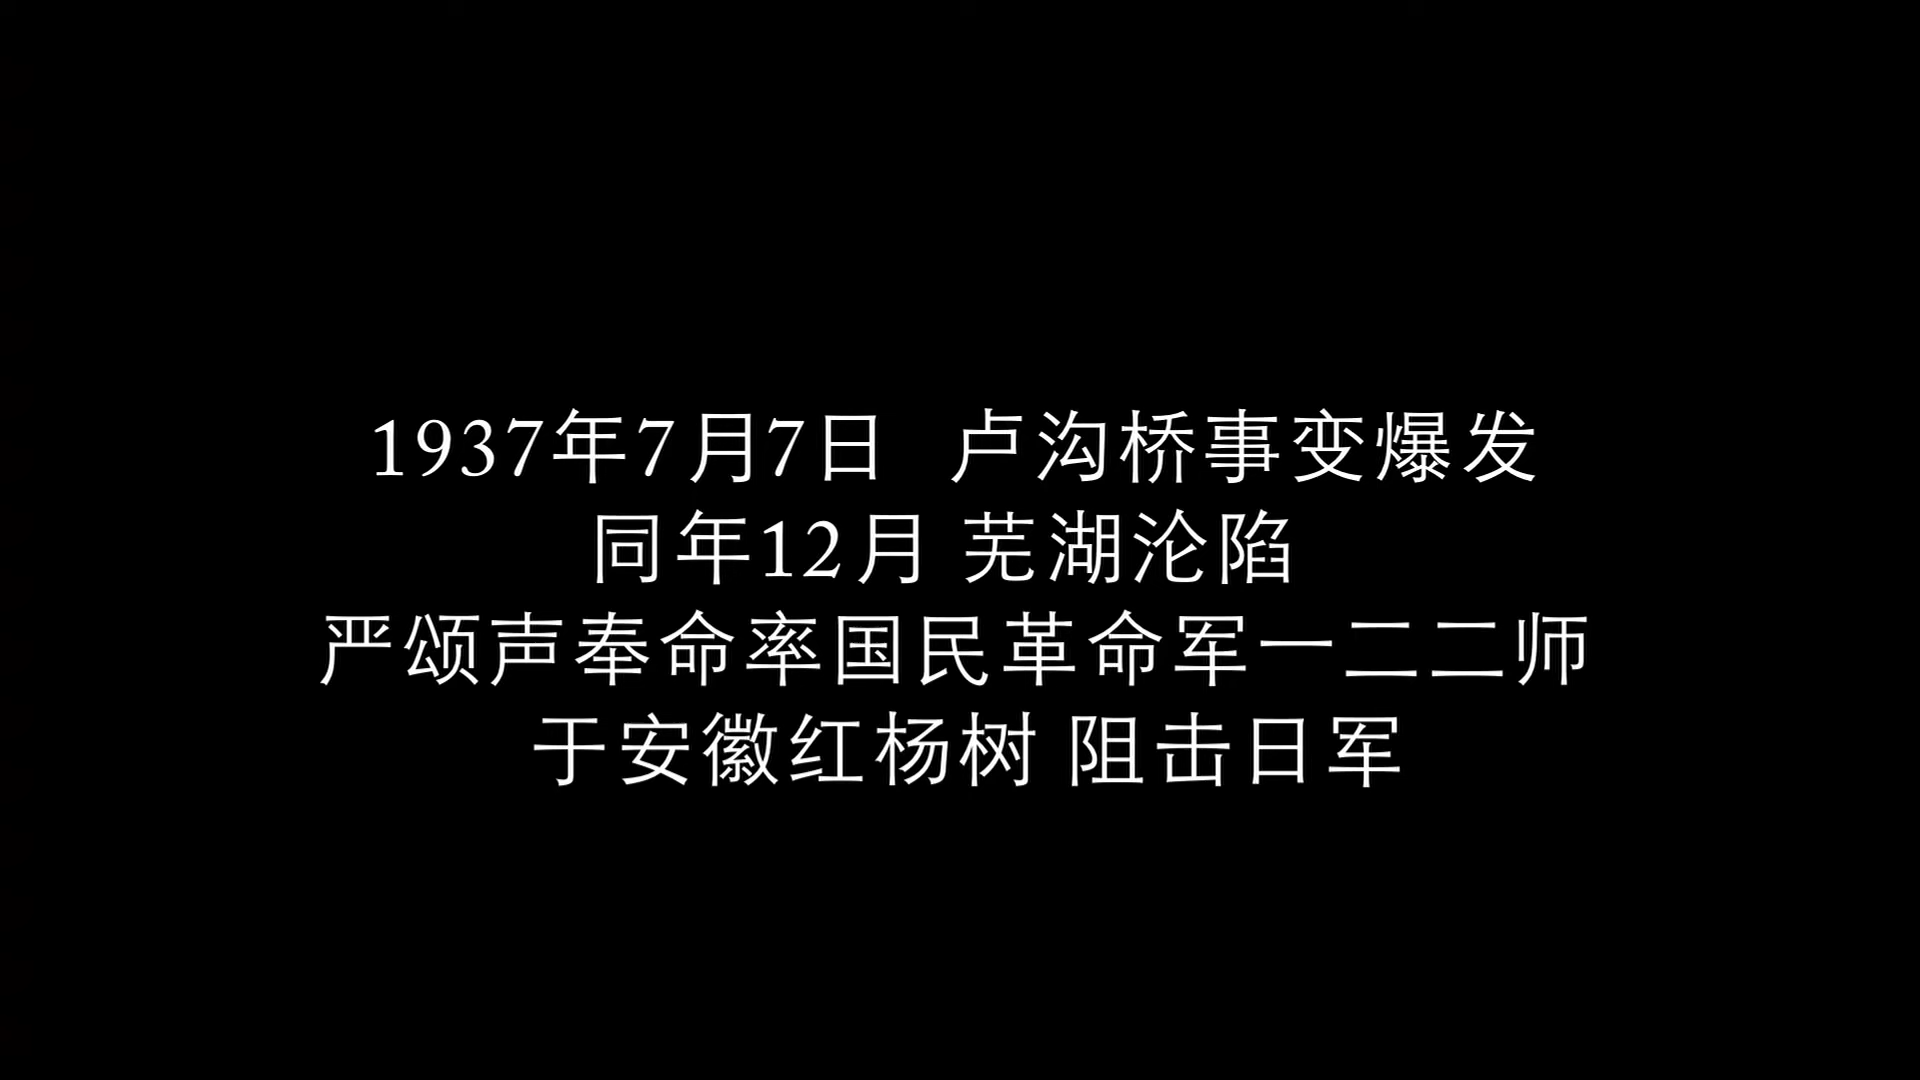 1937年7月7日 卢沟桥事变爆发
同年12月 芜湖沦陷
严颂声奉命率国民革命军一二二师
于安徽红杨树 阻击日军